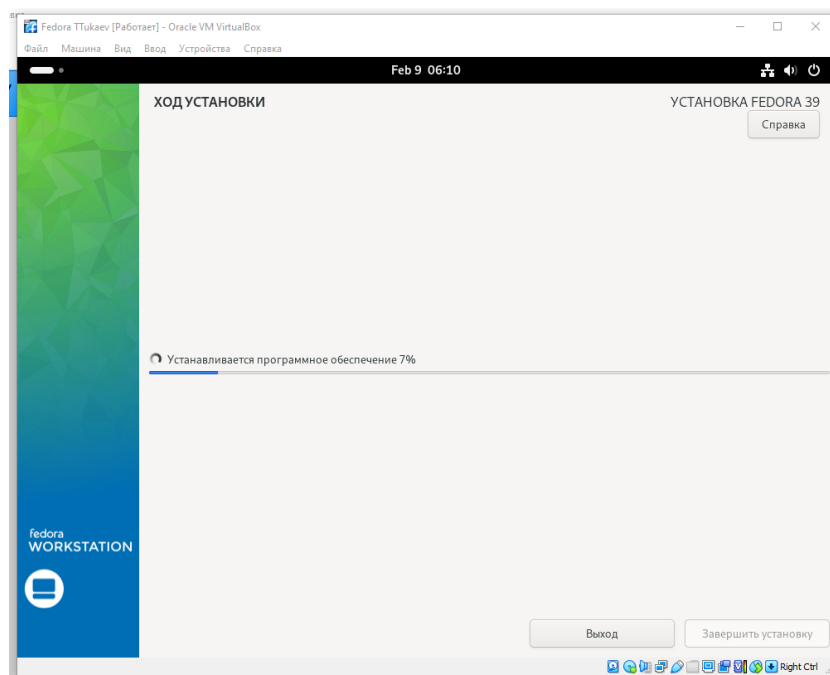 Fedora TTukaev [Работает] - Oracle VM VirtualBox
Файл Машина Вид Ввод Устройства Справка
Feb 9 06:10
ХОД УСТАНОВКИ
УСТАНОВКА FEDORA 39
Справка
Устанавливается программное обеспечение 7%
fedora
WORKSTATION
Выход
Завершить установку
Right Ctrl